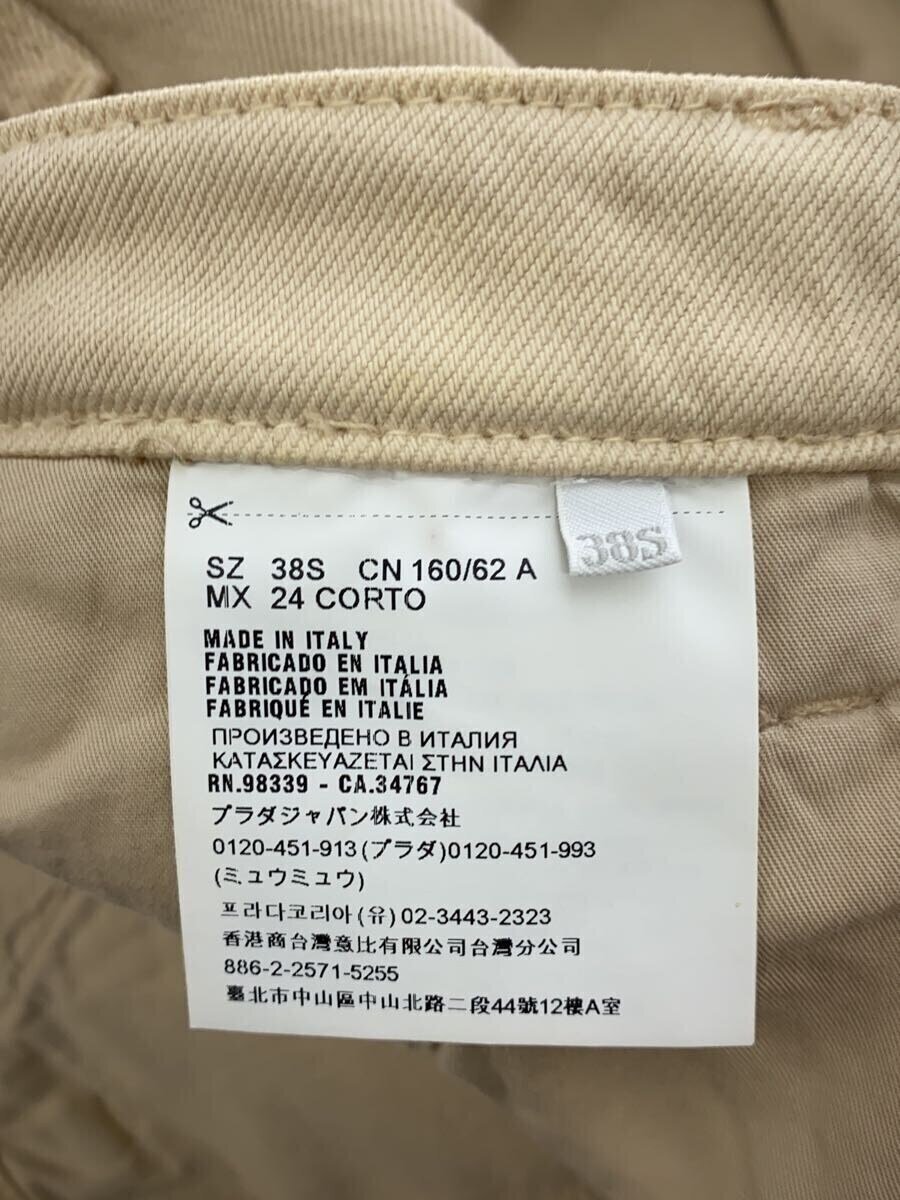 38S
SZ 38S CN 160/62 A
MX 24 CORTO
MADE IN ITALY
FABRICADO EN ITALIA
FABRICADO EM ITÁLIA
FABRIQUÉ EN ITALIE
ПРОИЗВЕДЕНО В ИТАЛИЯ
ΚΑΤΑΣΚΕΥΑΖΕΤΑΙ ΣΤΗΝ ΙΤΑΛΙΑ
RN.98339 - CA.34767
プラダジャパン株式会社
0120-451-913(プラダ)0120-451-993
(ミュウミュウ)
프라다코리아(유)02-3443-2323
香港商台灣意比有限公司台灣分公司
886-2-2571-5255
臺北市中山區中山北路二段44號12樓A室